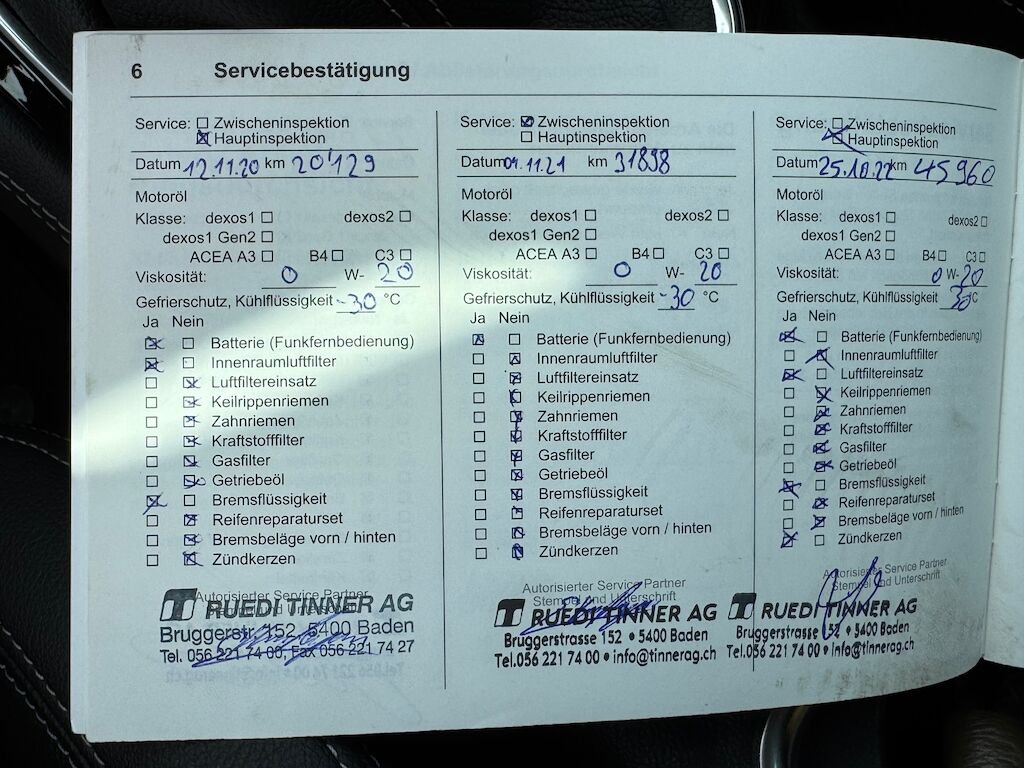 6 Servicebestätigung
Service: ☐ Zwischeninspektion
☒ Hauptinspektion
Datum 12.11.20 km 20'129
Motoröl
Klasse: dexos1 ☐ dexos2 ☐
dexos1 Gen2 ☐
ACEA A3 ☐ B4 ☐ C3 ☐
Viskosität: 0 W- 20
Gefrierschutz, Kühlflüssigkeit -30 °C
Ja Nein
☒ ☐ Batterie (Funkfernbedienung)
☒ ☐ Innenraumluftfilter
☐ ☒ Luftfiltereinsatz
☐ ☒ Keilrippenriemen
☐ ☒ Zahnriemen
☐ ☒ Kraftstofffilter
☐ ☒ Gasfilter
☐ ☒ Getriebeöl
☒ ☐ Bremsflüssigkeit
☐ ☒ Reifenreparaturset
☐ ☒ Bremsbeläge vorn / hinten
☐ ☒ Zündkerzen
Autorisierter Service Partner
RUEDI TINNER AG
Bruggerstr. 152 5400 Baden
Tel. 056 221 74 00, Fax 056 221 74 27
Service: ☒ Zwischeninspektion
☐ Hauptinspektion
Datum 01.11.21 km 31898
Motoröl
Klasse: dexos1 ☐ dexos2 ☐
dexos1 Gen2 ☐
ACEA A3 ☐ B4 ☐ C3 ☐
Viskosität: 0 W- 20
Gefrierschutz, Kühlflüssigkeit -30 °C
Ja Nein
☒ ☐ Batterie (Funkfernbedienung)
☐ ☒ Innenraumluftfilter
☐ ☒ Luftfiltereinsatz
☐ ☒ Keilrippenriemen
☐ ☒ Zahnriemen
☐ ☒ Kraftstofffilter
☐ ☒ Gasfilter
☐ ☒ Getriebeöl
☐ ☒ Bremsflüssigkeit
☐ ☒ Reifenreparaturset
☐ ☒ Bremsbeläge vorn / hinten
☐ ☒ Zündkerzen
Autorisierter Service Partner
Stempel und Unterschrift
RUEDI TINNER AG
Bruggerstrasse 152 • 5400 Baden
Tel.056 221 74 00 • info@tinnerag.ch
Service: ☐ Zwischeninspektion
☒ Hauptinspektion
Datum 25.10.22 km 45960
Motoröl
Klasse: dexos1 ☐ dexos2 ☐
dexos1 Gen2 ☐
ACEA A3 ☐ B4 ☐ C3 ☐
Viskosität: 0 W- 20
Gefrierschutz, Kühlflüssigkeit 30 °C
Ja Nein
☒ ☐ Batterie (Funkfernbedienung)
☐ ☒ Innenraumluftfilter
☒ ☐ Luftfiltereinsatz
☐ ☒ Keilrippenriemen
☐ ☒ Zahnriemen
☐ ☒ Kraftstofffilter
☐ ☒ Gasfilter
☐ ☒ Getriebeöl
☒ ☐ Bremsflüssigkeit
☐ ☒ Reifenreparaturset
☐ ☒ Bremsbeläge vorn / hinten
☒ ☐ Zündkerzen
Autorisierter Service Partner
Stempel und Unterschrift
RUEDI TINNER AG
Bruggerstrasse 152 • 5400 Baden
Tel.056 221 74 00 • info@tinnerag.ch